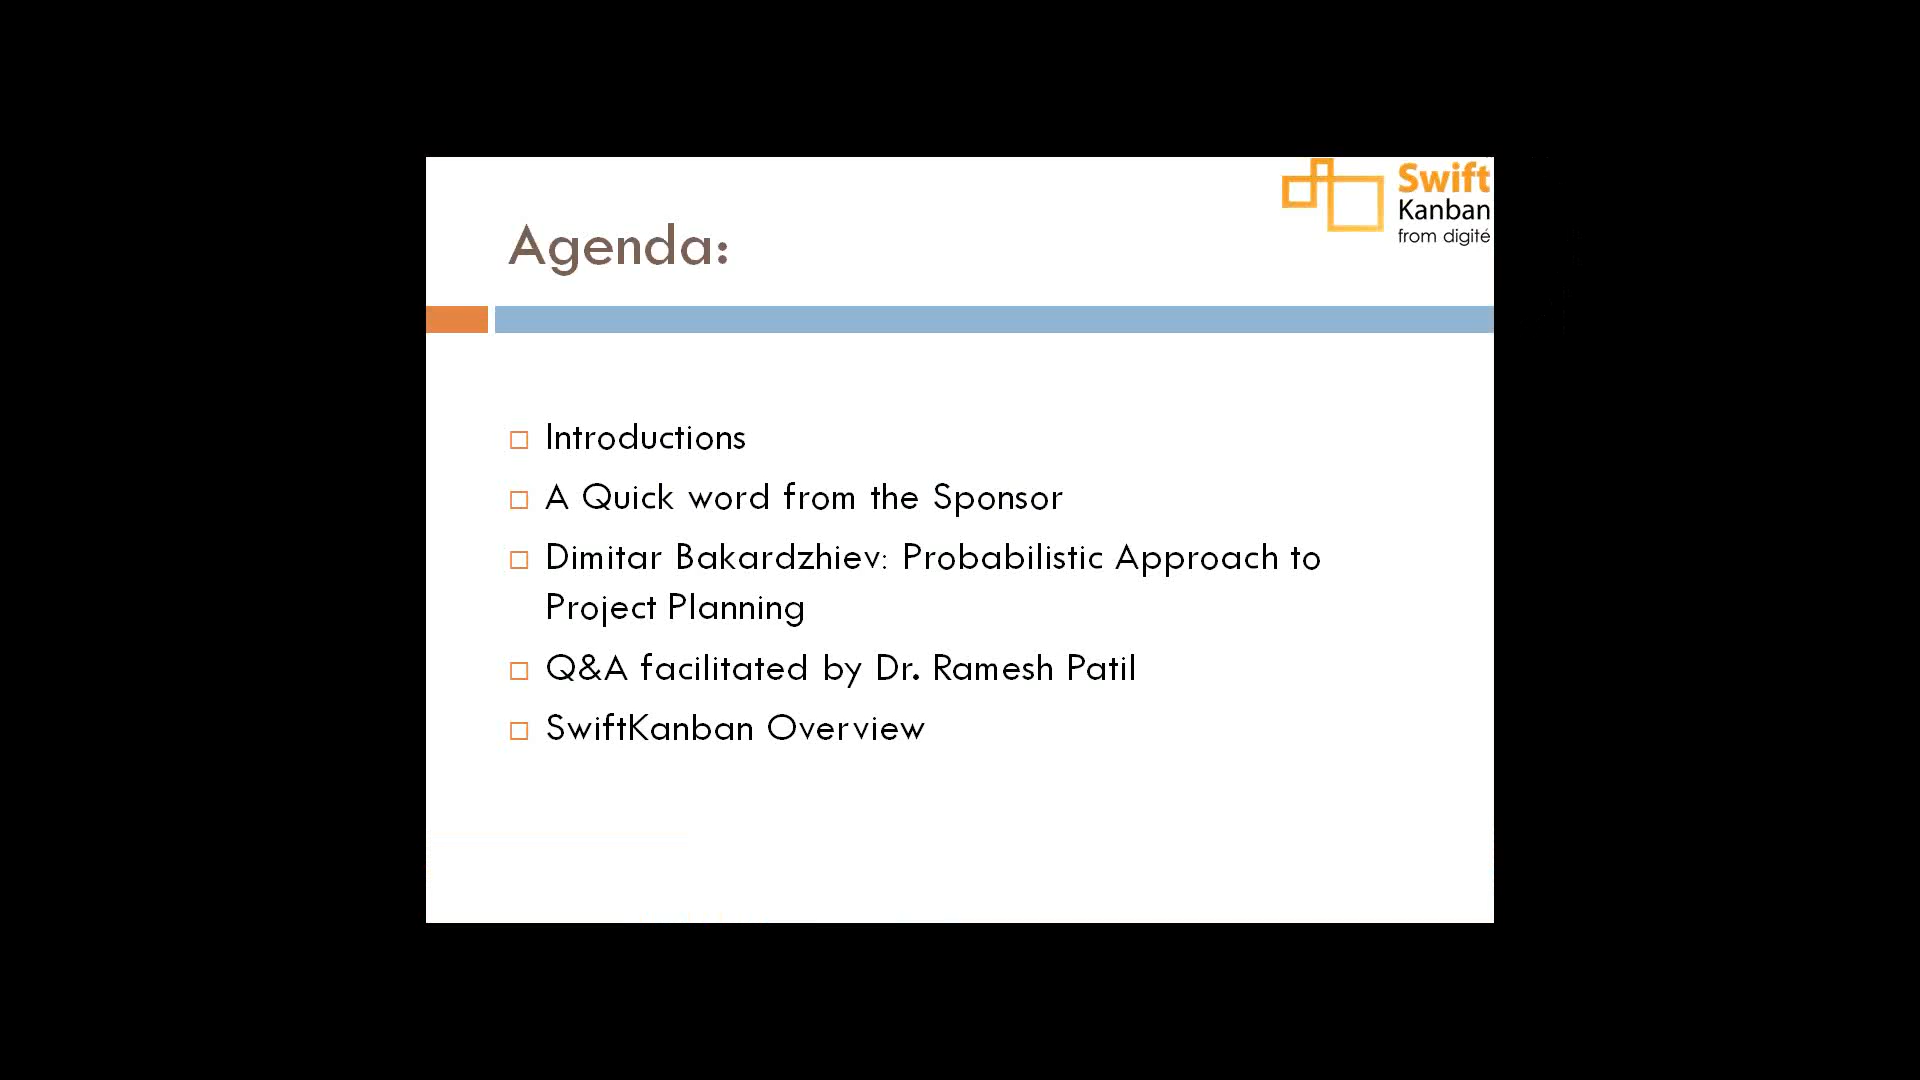 Swift
Kanban
from digité
Agenda:
Introductions
A Quick word from the Sponsor
Dimitar Bakardzhiev: Probabilistic Approach to
Project Planning
Q&A facilitated by Dr. Ramesh Patil
SwiftKanban Overview